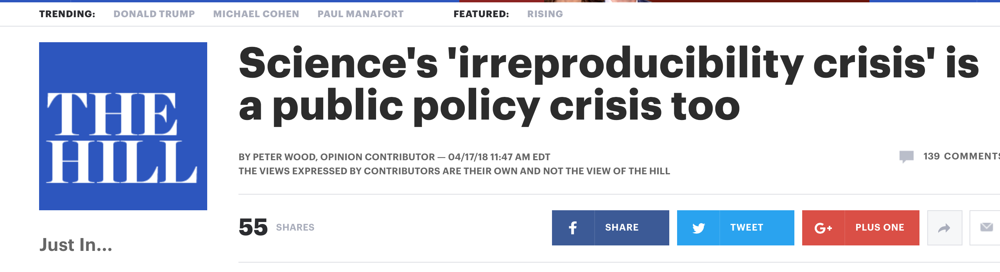 TRENDING: DONALD TRUMP MICHAEL COHEN PAUL MANAFORT FEATURED: RISING
THE
HILL
Science's 'irreproducibility crisis' is
a public policy crisis too
BY PETER WOOD, OPINION CONTRIBUTOR — 04/17/18 11:47 AM EDT
139 COMMENTS
THE VIEWS EXPRESSED BY CONTRIBUTORS ARE THEIR OWN AND NOT THE VIEW OF THE HILL
55 SHARES
f SHARE
TWEET
G+ PLUS ONE
Just In...